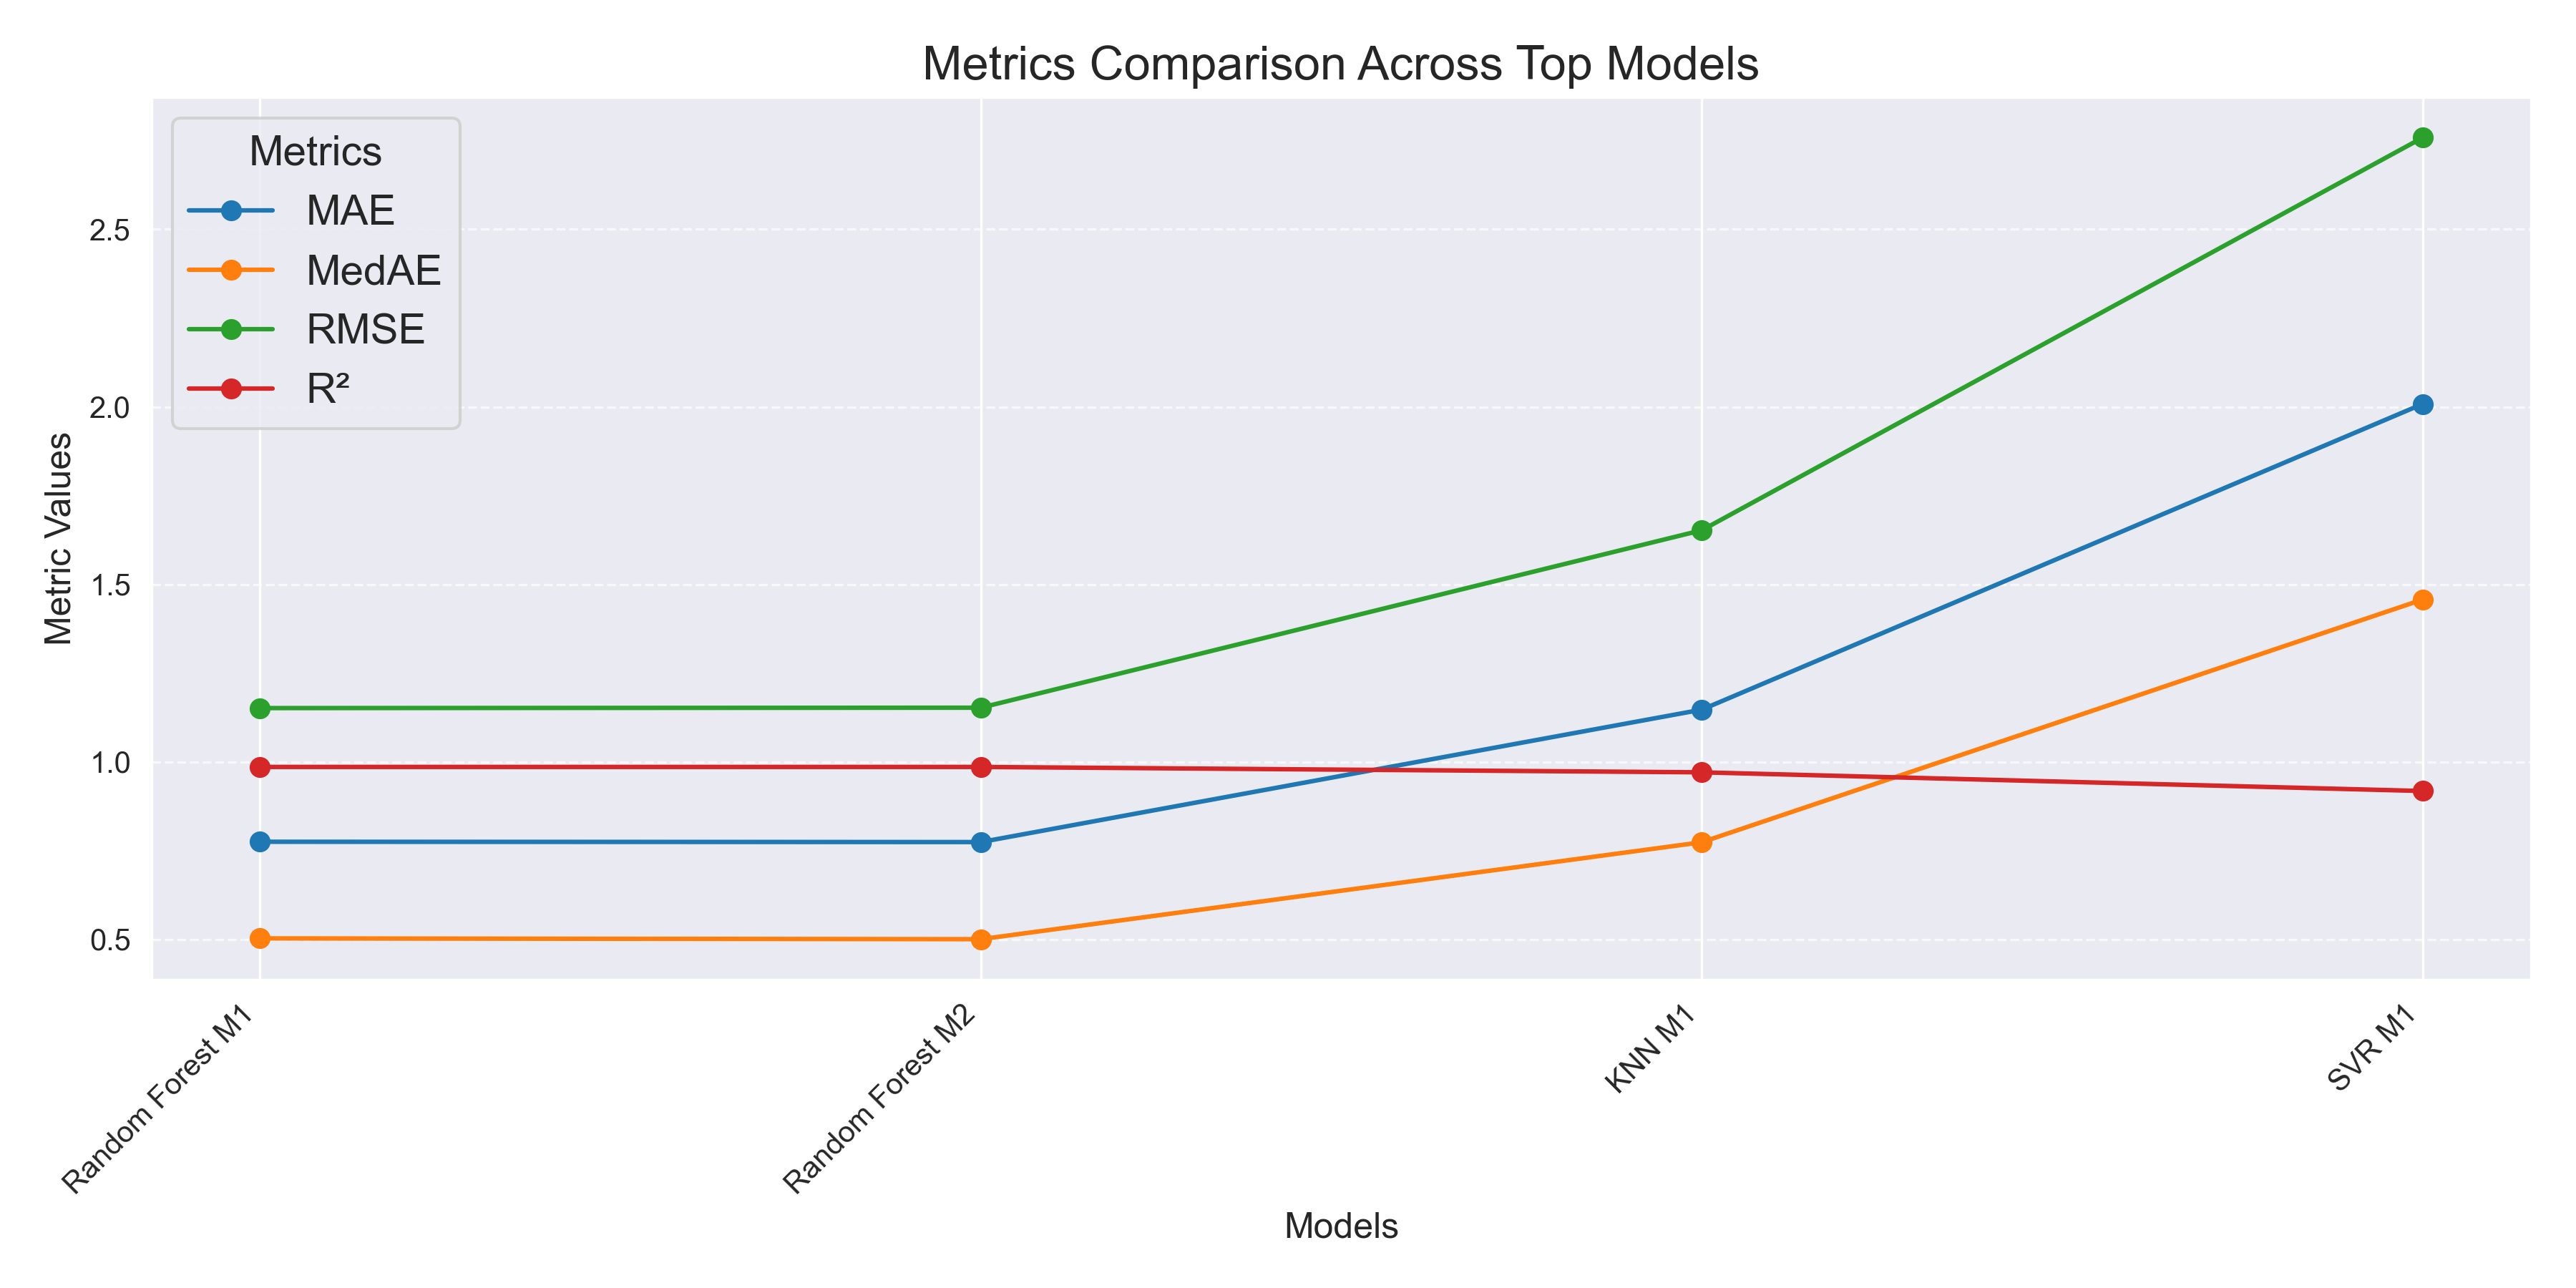 Metrics Comparison Across Top Models
Metrics
MAE
MedAE
RMSE
R²
Metric Values
2.5
2.0
1.5
1.0
0.5
Random Forest M1
Random Forest M2
KNN M1
SVR M1
Models